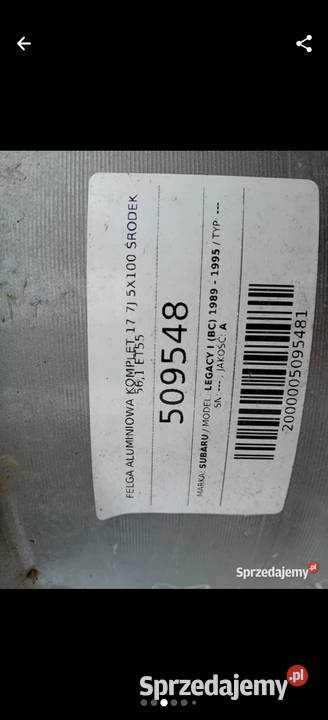 FELGA ALUMINIOWA KOMPLET 17 7J 5X100 ŚRODEK
56,1 ET55
509548
MARKA: SUBARU / MODEL: LEGACY I (BC) 1989 - 1995 / TYP: ---
SN: --- , JAKOŚĆ: A
2000005095481
Sprzedajemy.pl
Sprzedajemy.pl